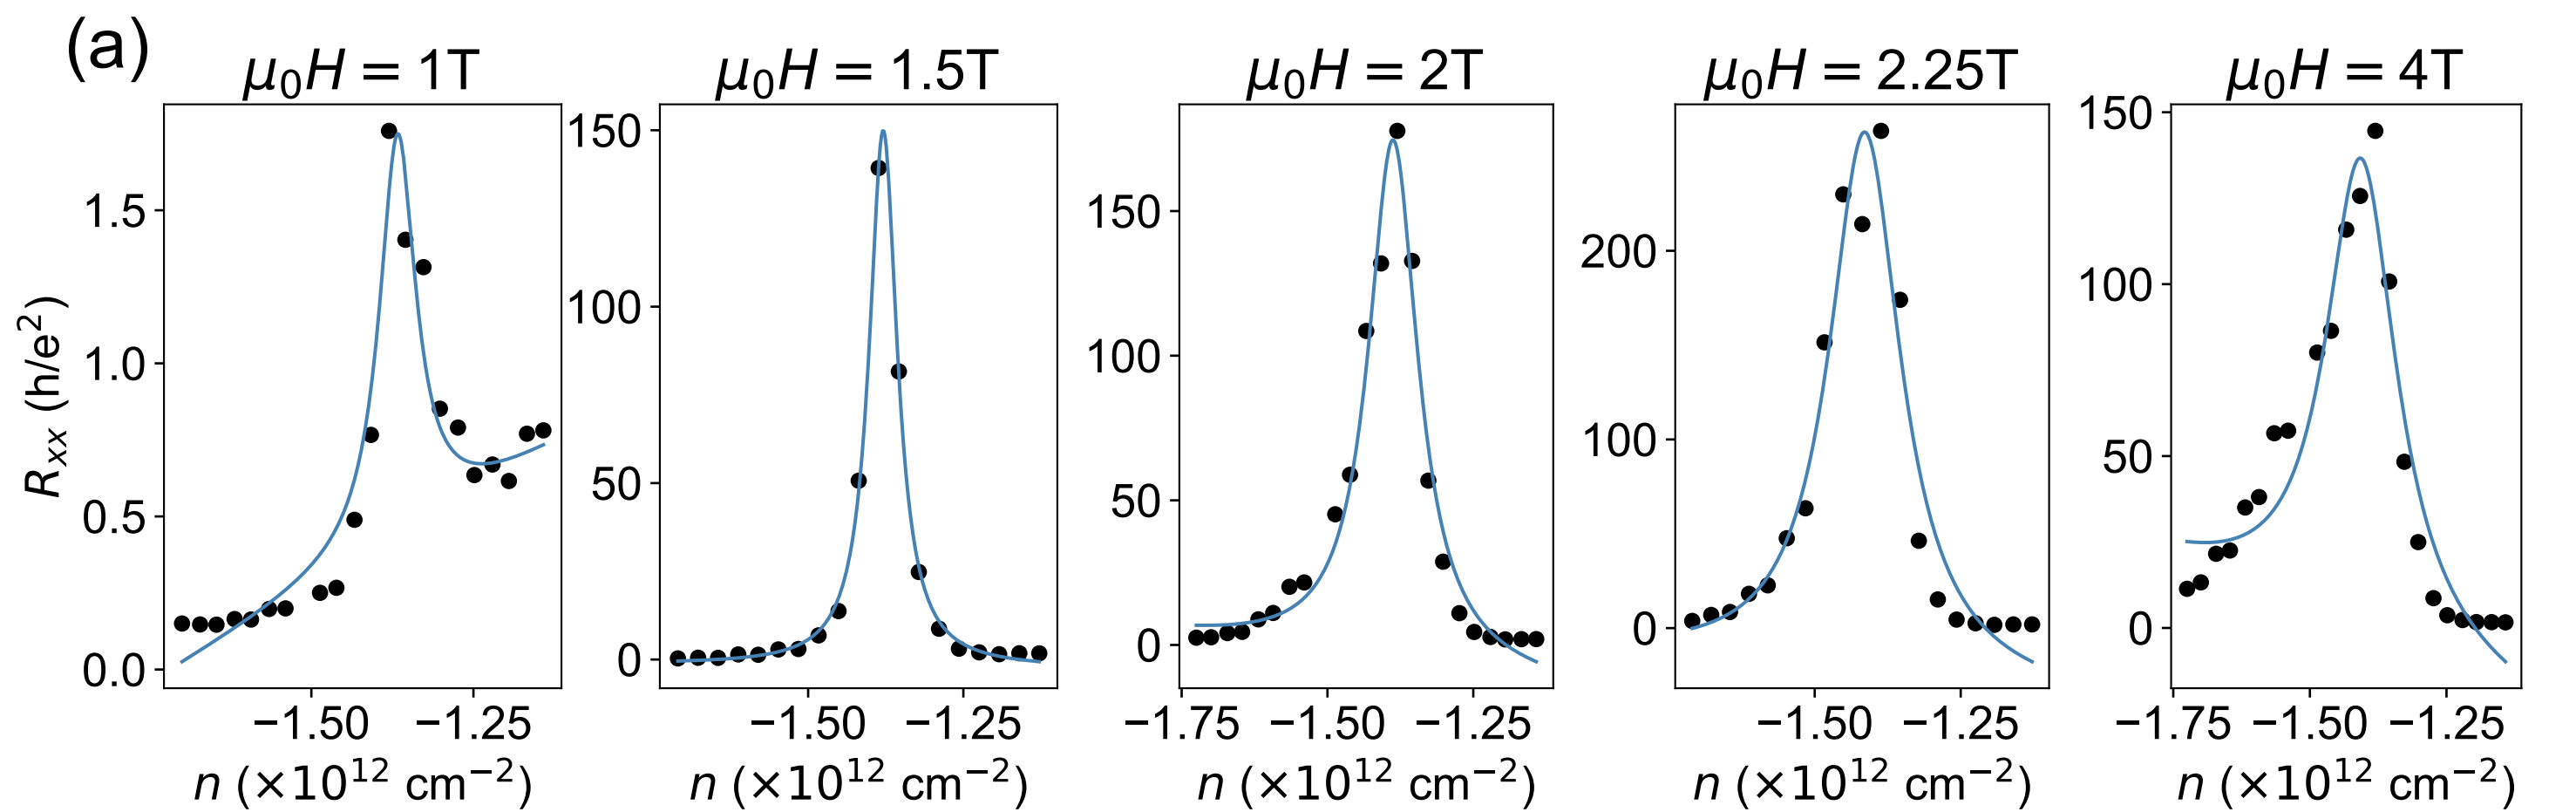 (a)
μ₀H = 1T
μ₀H = 1.5T
μ₀H = 2T
μ₀H = 2.25T
μ₀H = 4T
Rₓₓ (h/e²)
1.5
1.0
0.5
0.0
−1.50 −1.25
n (×10¹² cm⁻²)
150
100
50
0
−1.50 −1.25
n (×10¹² cm⁻²)
150
100
50
0
−1.75 −1.50 −1.25
n (×10¹² cm⁻²)
200
100
0
−1.50 −1.25
n (×10¹² cm⁻²)
150
100
50
0
−1.75 −1.50 −1.25
n (×10¹² cm⁻²)